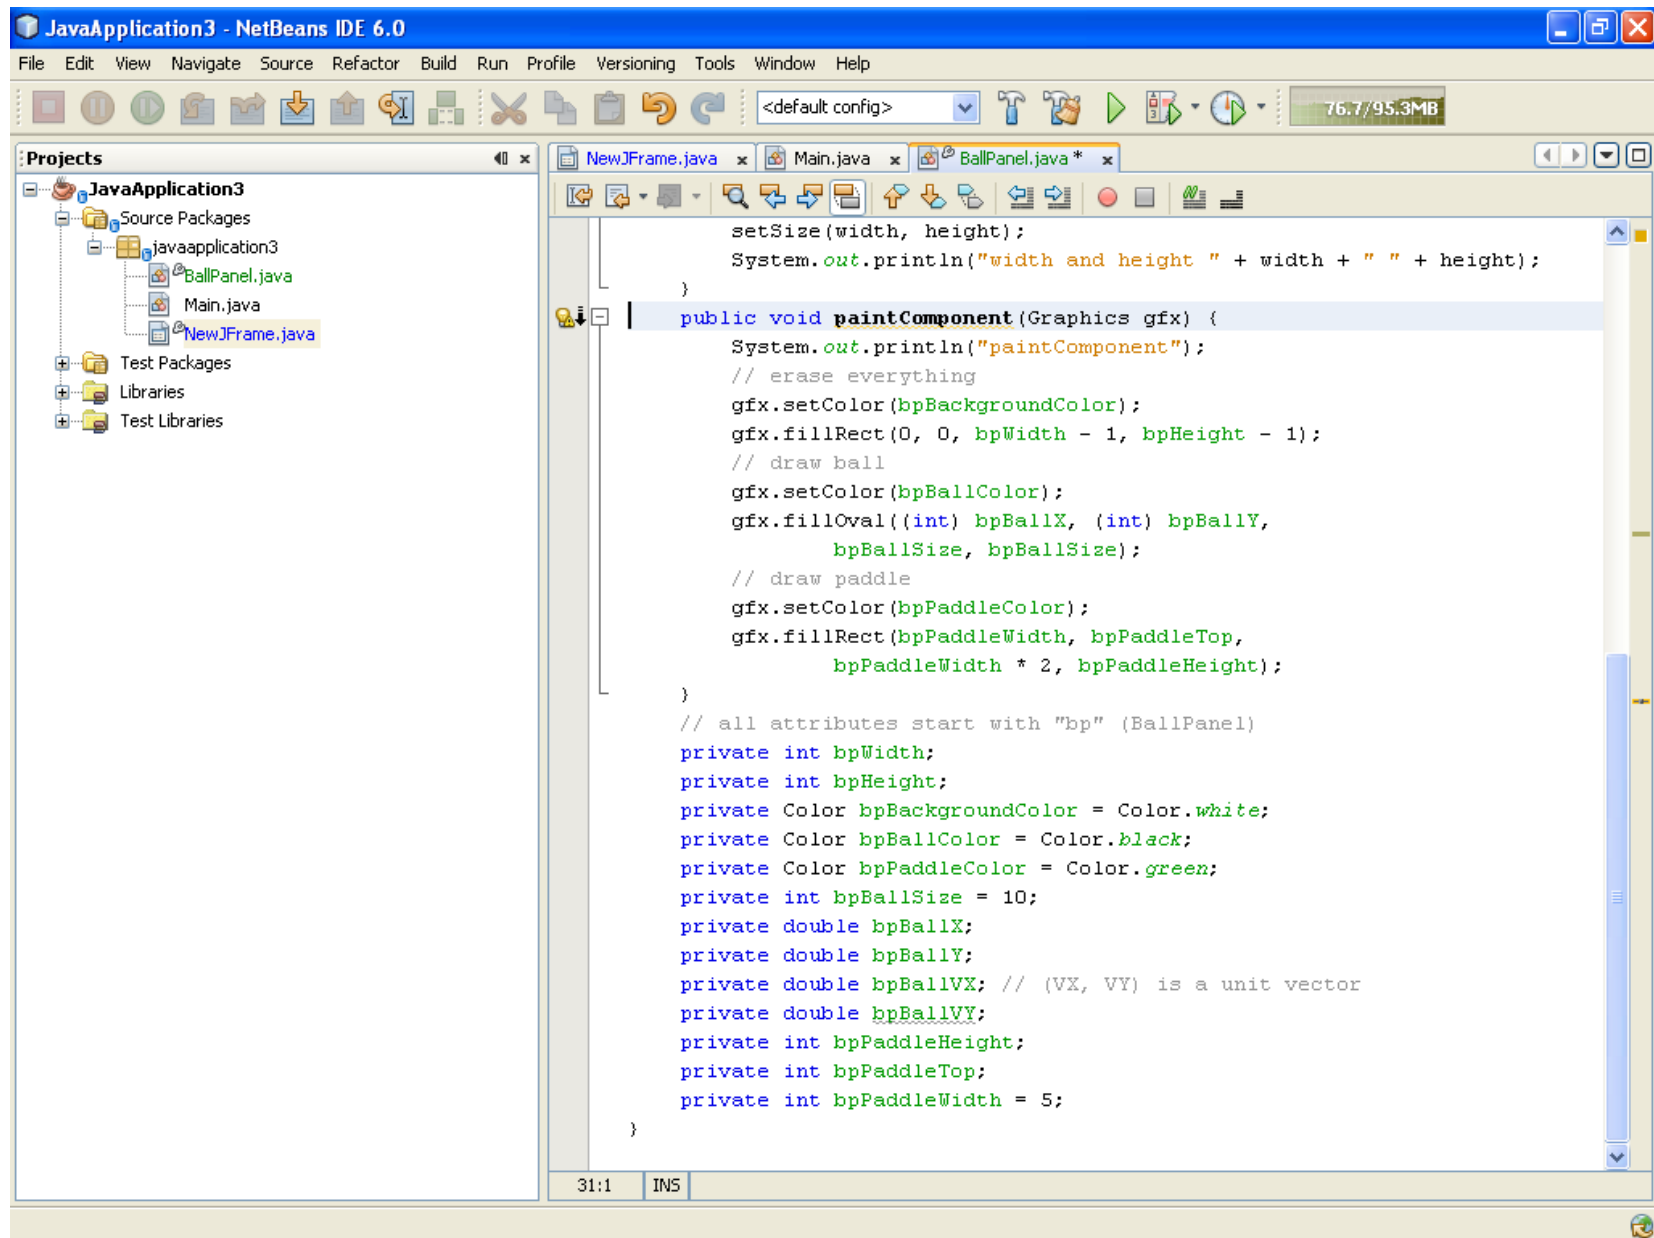 JavaApplication3 - NetBeans IDE 6.0
File Edit View Navigate Source Refactor Build Run Profile Versioning Tools Window Help
<default config>
76.7/95.3MB
Projects
JavaApplication3
Source Packages
javaapplication3
BallPanel.java
Main.java
NewJFrame.java
Test Packages
Libraries
Test Libraries
NewJFrame.java Main.java BallPanel.java *
setSize(width, height);
System.out.println("width and height " + width + " " + height);
}
public void paintComponent(Graphics gfx) {
System.out.println("paintComponent");
// erase everything
gfx.setColor(bpBackgroundColor);
gfx.fillRect(0, 0, bpWidth - 1, bpHeight - 1);
// draw ball
gfx.setColor(bpBallColor);
gfx.fillOval((int) bpBallX, (int) bpBallY,
bpBallSize, bpBallSize);
// draw paddle
gfx.setColor(bpPaddleColor);
gfx.fillRect(bpPaddleWidth, bpPaddleTop,
bpPaddleWidth * 2, bpPaddleHeight);
}
// all attributes start with "bp" (BallPanel)
private int bpWidth;
private int bpHeight;
private Color bpBackgroundColor = Color.white;
private Color bpBallColor = Color.black;
private Color bpPaddleColor = Color.green;
private int bpBallSize = 10;
private double bpBallX;
private double bpBallY;
private double bpBallVX; // (VX, VY) is a unit vector
private double bpBallVY;
private int bpPaddleHeight;
private int bpPaddleTop;
private int bpPaddleWidth = 5;
}
31:1 INS